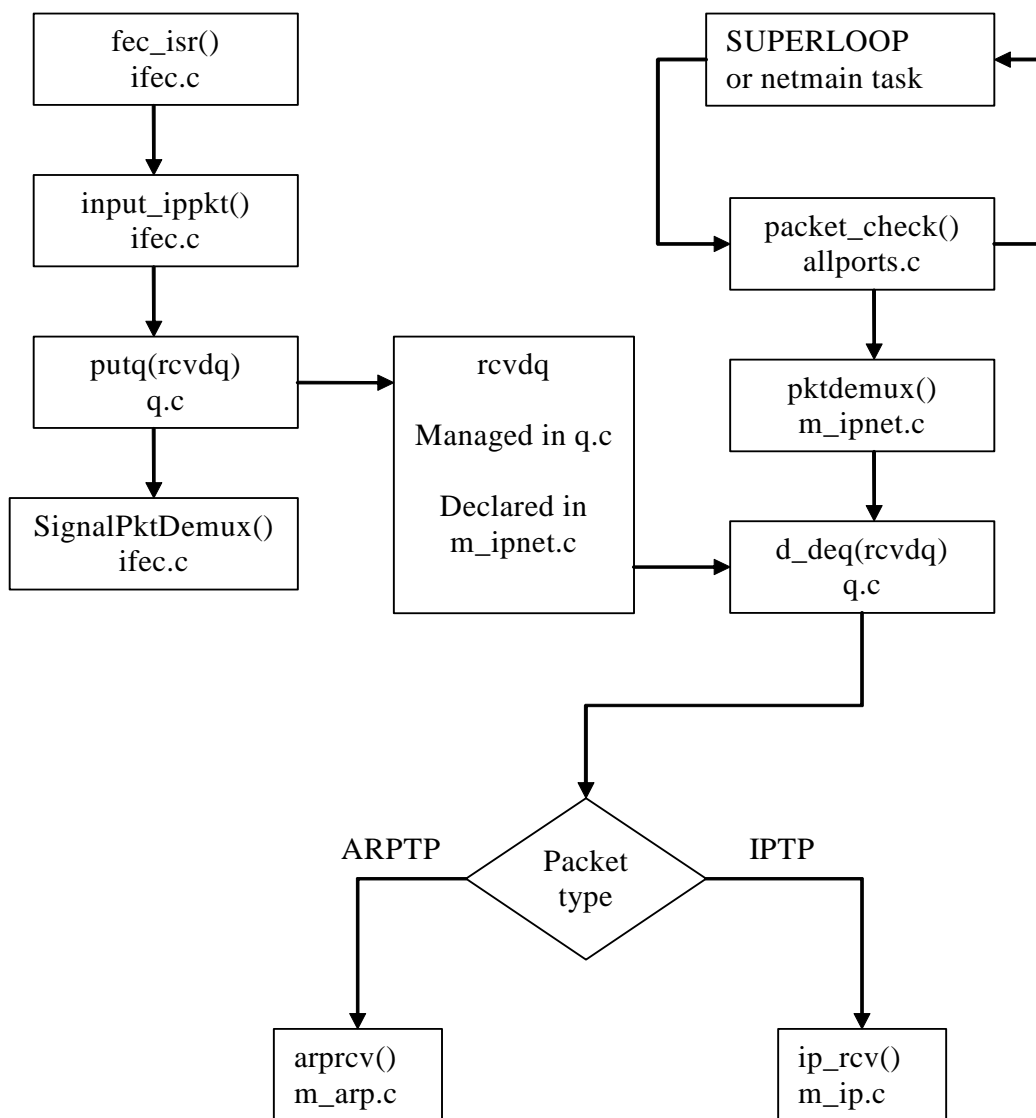 fec_isr()
ifec.c
input_ippkt()
ifec.c
putq(rcvdq)
q.c
SignalPktDemux()
ifec.c
rcvdq
Managed in q.c
Declared in
m_ipnet.c
SUPERLOOP
or netmain task
packet_check()
allports.c
pktdemux()
m_ipnet.c
d_deq(rcvdq)
q.c
ARPTP
Packet
type
IPTP
arprcv()
m_arp.c
ip_rcv()
m_ip.c